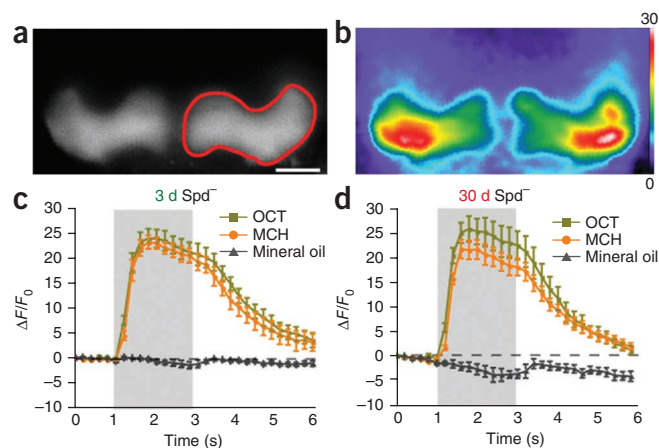 a
b
30
0
c
3 d Spd⁻
OCT
MCH
Mineral oil
ΔF/F₀
30
25
20
15
10
5
0
−5
−10
0 1 2 3 4 5 6
Time (s)
d
30 d Spd⁻
OCT
MCH
Mineral oil
ΔF/F₀
30
25
20
15
10
5
0
−5
−10
0 1 2 3 4 5 6
Time (s)